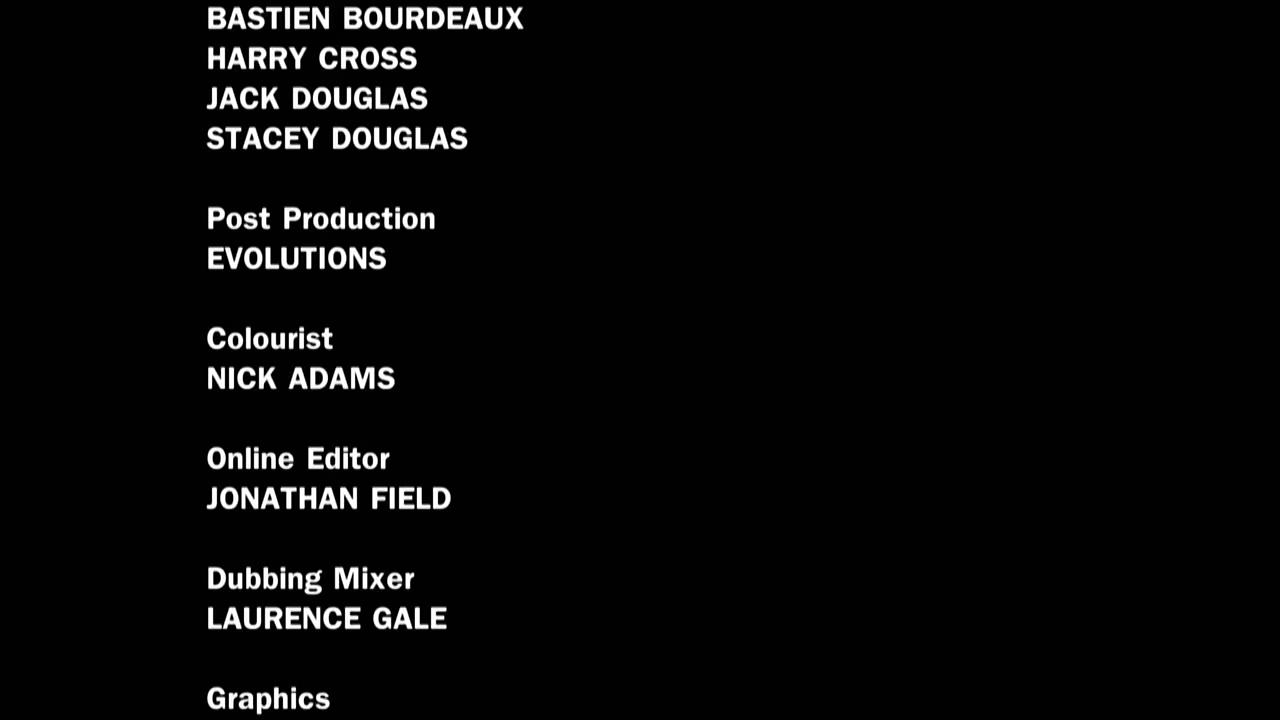 BASTIEN BOURDEAUX
HARRY CROSS
JACK DOUGLAS
STACEY DOUGLAS
Post Production
EVOLUTIONS
Colourist
NICK ADAMS
Online Editor
JONATHAN FIELD
Dubbing Mixer
LAURENCE GALE
Graphics